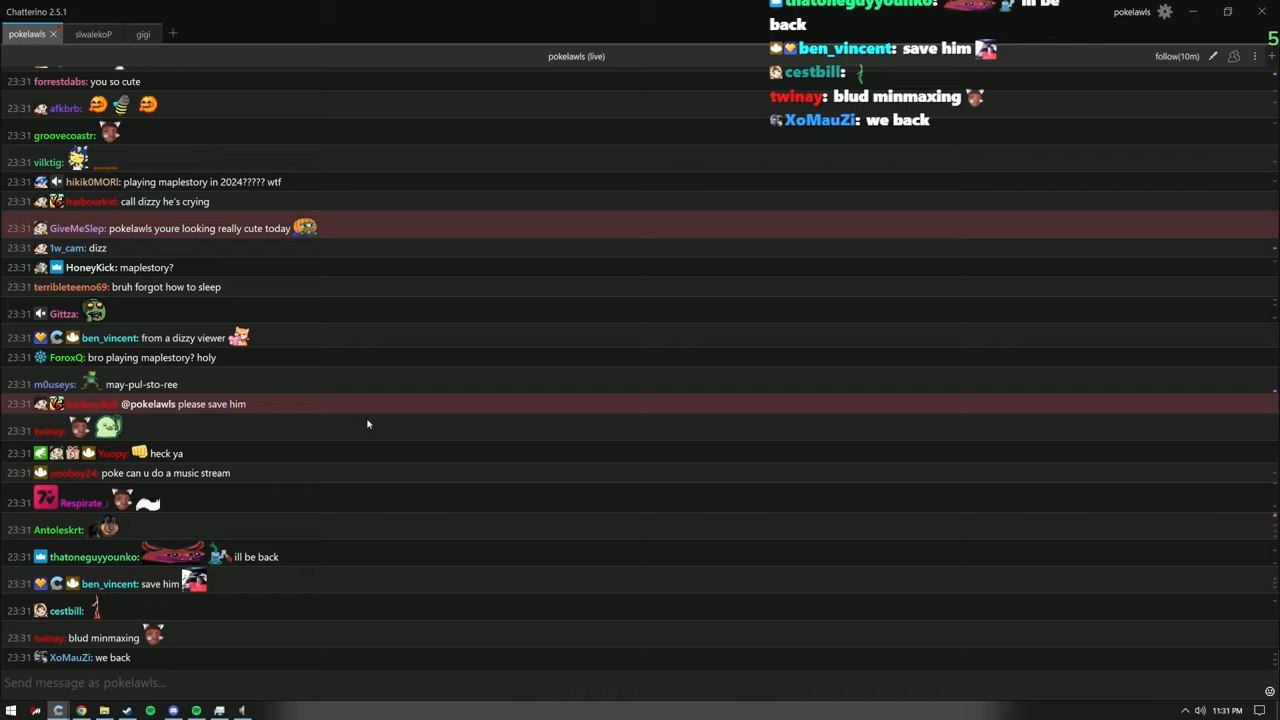 Chatterino 2.5.1
pokelawls
pokelawls
slwalekoP
gigi
thatoneguyyounko: ill be
back
ben_vincent: save him
cestbill:
twinay: blud minmaxing
XoMauZi: we back
5
pokelawls (live)
follow(10m)
23:31 forrestdabs: you so cute
23:31 afkbrb:
23:31 groovecoastr:
23:31 vilktig:
23:31 hikik0MORI: playing maplestory in 2024????? wtf
23:31 harbourkid: call dizzy he's crying
23:31 GiveMeSlep: pokelawls youre looking really cute today
23:31 1w_cam: dizz
23:31 HoneyKick: maplestory?
23:31 terribleteemo69: bruh forgot how to sleep
23:31 Gittza:
23:31 ben_vincent: from a dizzy viewer
23:31 ForoxQ: bro playing maplestory? holy
23:31 m0useys: may-pul-sto-ree
23:31 harbourkid: @pokelawls please save him
23:31 twinay:
23:31 Yuopy: heck ya
23:31 pooboy24: poke can u do a music stream
23:31 Respirate_:
23:31 Antoleskrt:
23:31 thatoneguyyounko: ill be back
23:31 ben_vincent: save him
23:31 cestbill:
23:31 twinay: blud minmaxing
23:31 XoMauZi: we back
Send message as pokelawls...
11:31 PM